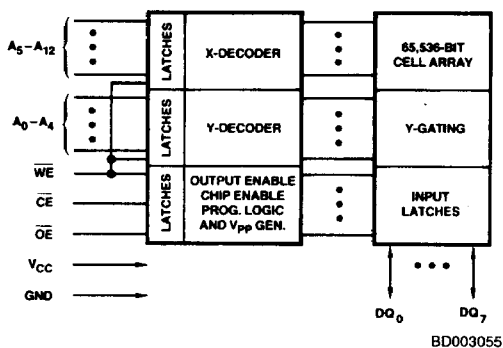 A5–A12
LATCHES
X-DECODER
65,536-BIT
CELL ARRAY
A0–A4
LATCHES
Y-DECODER
Y-GATING
WE
CE
OE
LATCHES
OUTPUT ENABLE
CHIP ENABLE
PROG. LOGIC
AND VPP GEN.
INPUT
LATCHES
VCC
GND
DQ0
DQ7
BD003055